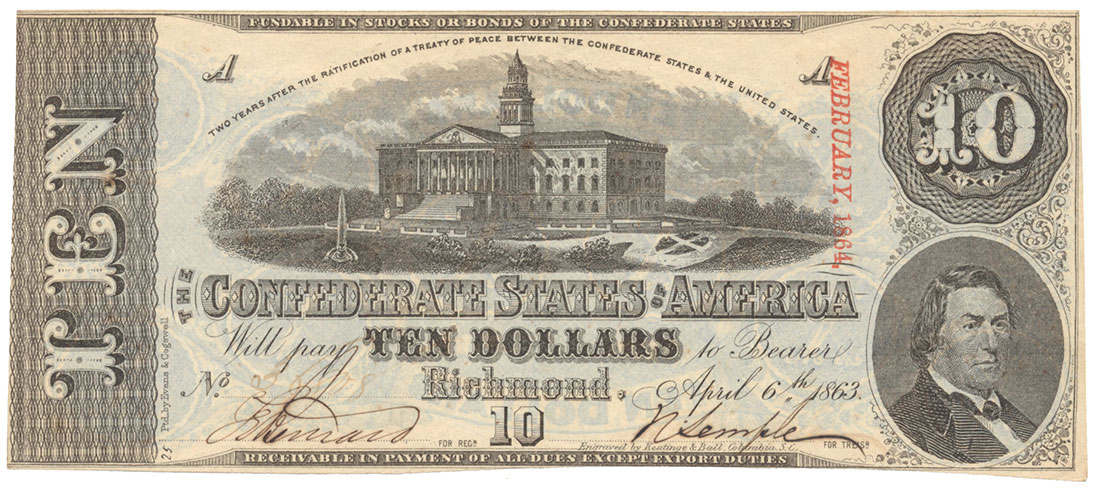 FUNDABLE IN STOCKS OR BONDS OF THE CONFEDERATE STATES
TWO YEARS AFTER THE RATIFICATION OF A TREATY OF PEACE BETWEEN THE CONFEDERATE STATES & THE UNITED STATES.
A
A
FEBRUARY, 1864.
10
TEN
THE CONFEDERATE STATES OF AMERICA
Will pay TEN DOLLARS to Bearer
No
Richmond, April 6th 1863.
10
FOR REGR
FOR TREASR
Ptd. by Evans & Cogswell
25
Engraved by Keatinge & Ball Columbia, S.C.
RECEIVABLE IN PAYMENT OF ALL DUES EXCEPT EXPORT DUTIES